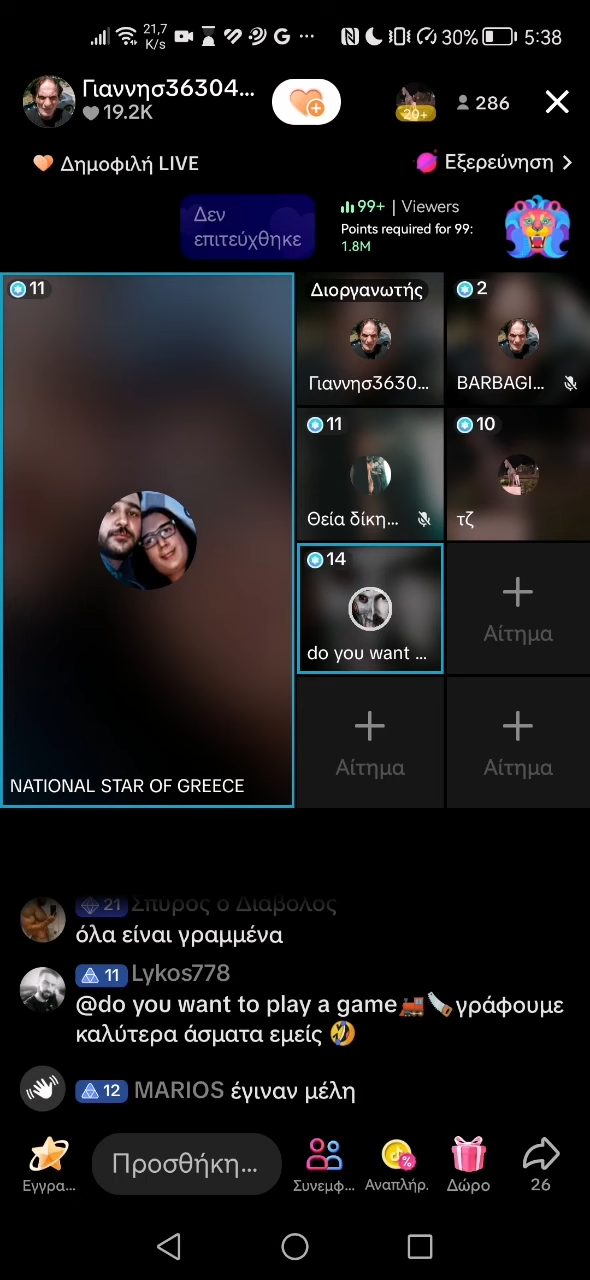 21,7
K/s
30%
5:38
Γιαννησ36304...
19.2K
20+
286
Δημοφιλή LIVE
Εξερεύνηση
Δεν
επιτεύχθηκε
99+ | Viewers
Points required for 99:
1.8M
11
NATIONAL STAR OF GREECE
Διοργανωτής
Γιαννησ3630...
2
BARBAGI...
11
Θεία δίκη...
10
τζ
14
do you want ...
Αίτημα
Αίτημα
Αίτημα
21 Σπυρος ο Διαβολος
όλα είναι γραμμένα
11 Lykos778
@do you want to play a game🚂🪚γράφουμε
καλύτερα άσματα εμείς 🤣
12 MARIOS έγιναν μέλη
Εγγρα...
Προσθήκη...
Συνεμφ...
Αναπλήρ.
Δώρο
26